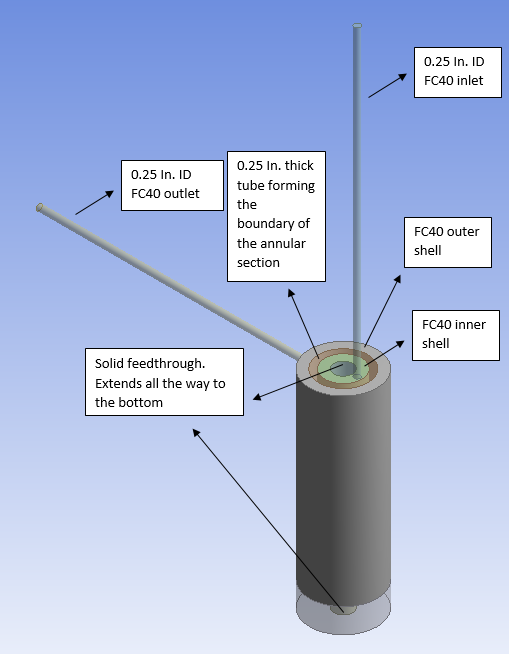 0.25 In. ID
FC40 inlet
0.25 In. thick
tube forming
the
boundary of
the annular
section
0.25 In. ID
FC40 outlet
FC40 outer
shell
FC40 inner
shell
Solid feedthrough.
Extends all the way to
the bottom